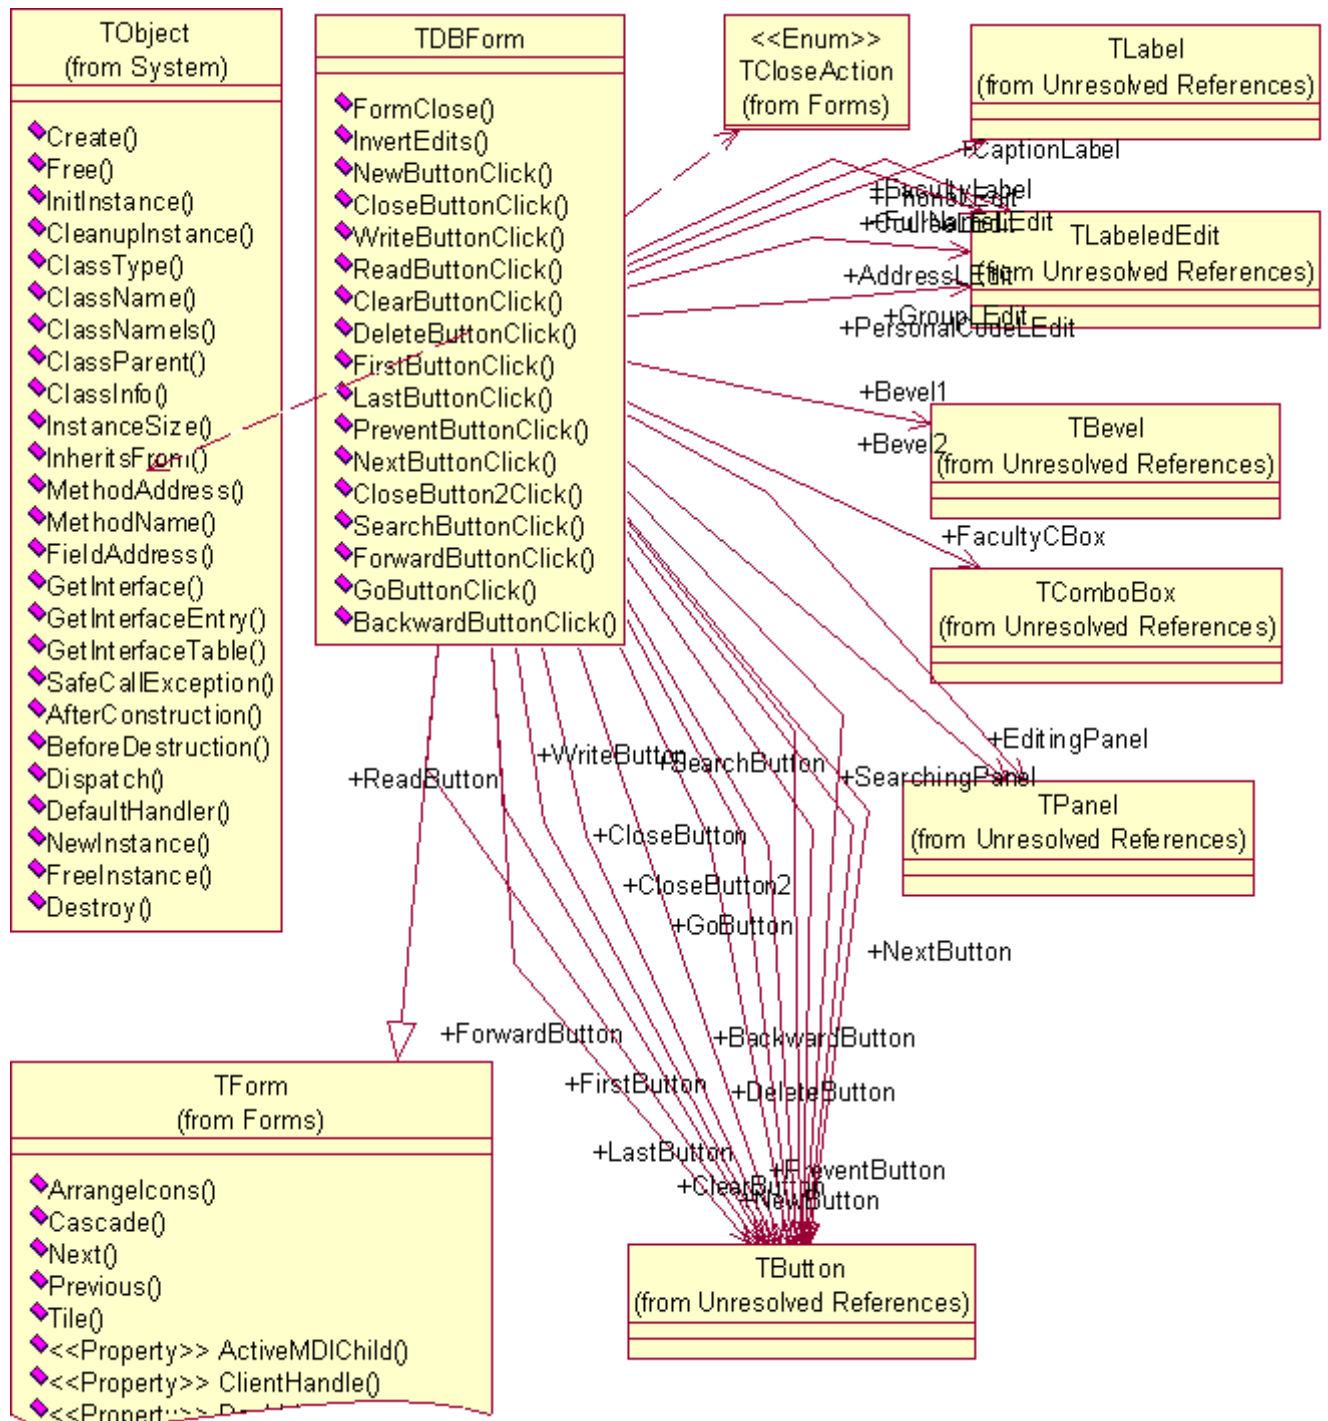 TObject
(from System)
Create()
Free()
InitInstance()
CleanupInstance()
ClassType()
ClassName()
ClassNameIs()
ClassParent()
ClassInfo()
InstanceSize()
InheritsFrom()
MethodAddress()
MethodName()
FieldAddress()
GetInterface()
GetInterfaceEntry()
GetInterfaceTable()
SafeCallException()
AfterConstruction()
BeforeDestruction()
Dispatch()
DefaultHandler()
NewInstance()
FreeInstance()
Destroy()
TDBForm
FormClose()
InvertEdits()
NewButtonClick()
CloseButtonClick()
WriteButtonClick()
ReadButtonClick()
ClearButtonClick()
DeleteButtonClick()
FirstButtonClick()
LastButtonClick()
PreventButtonClick()
NextButtonClick()
CloseButton2Click()
SearchButtonClick()
ForwardButtonClick()
GoButtonClick()
BackwardButtonClick()
<<Enum>>
TCloseAction
(from Forms)
TLabel
(from Unresolved References)
+CaptionLabel
+FacultyLabel
+FullNameLEdit
TLabeledEdit
(from Unresolved References)
+AddressLEdit
+GroupLEdit
+PersonalCodeLEdit
+Bevel1
+Bevel2
TBevel
(from Unresolved References)
+FacultyCBox
TComboBox
(from Unresolved References)
+EditingPanel
+SearchingPanel
TPanel
(from Unresolved References)
+WriteButton
+SearchButton
+ReadButton
+CloseButton
+CloseButton2
+GoButton
+NextButton
+ForwardButton
+BackwardButton
+FirstButton
+DeleteButton
+LastButton
+PreventButton
+ClearButton
+NewButton
TButton
(from Unresolved References)
TForm
(from Forms)
ArrangeIcons()
Cascade()
Next()
Previous()
Tile()
<<Property>> ActiveMDIChild()
<<Property>> ClientHandle()
<<Property>>